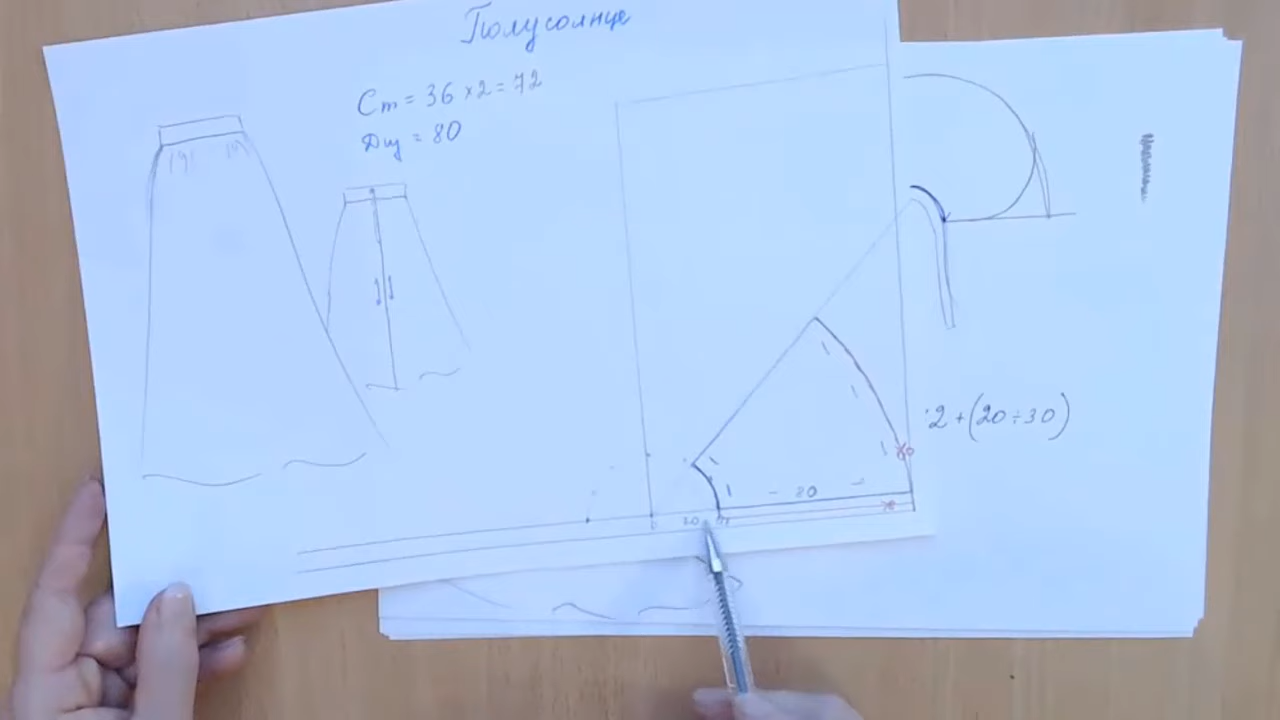 Полусолнце
Ст = 36 × 2 = 72
Ди = 80
2 + (20 ÷ 30)
80
20